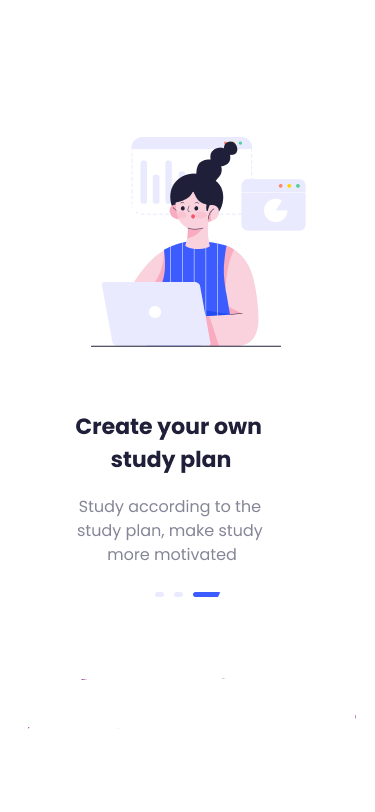 Create your own
study plan
Study according to the
study plan, make study
more motivated